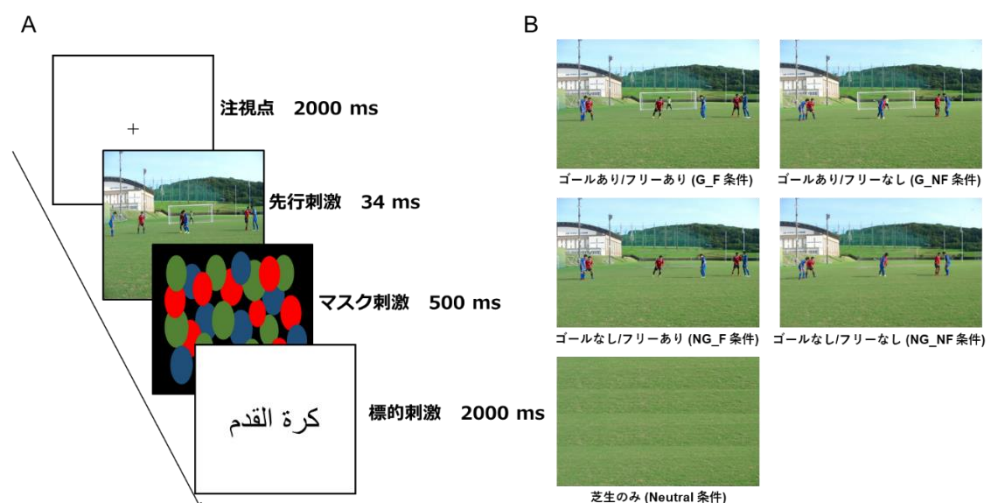 A
注視点 2000 ms
先行刺激 34 ms
マスク刺激 500 ms
كرة القدم
標的刺激 2000 ms
B
ゴールあり/フリーあり (G_F 条件)
ゴールあり/フリーなし (G_NF 条件)
ゴールなし/フリーあり (NG_F 条件)
ゴールなし/フリーなし (NG_NF 条件)
芝生のみ (Neutral 条件)